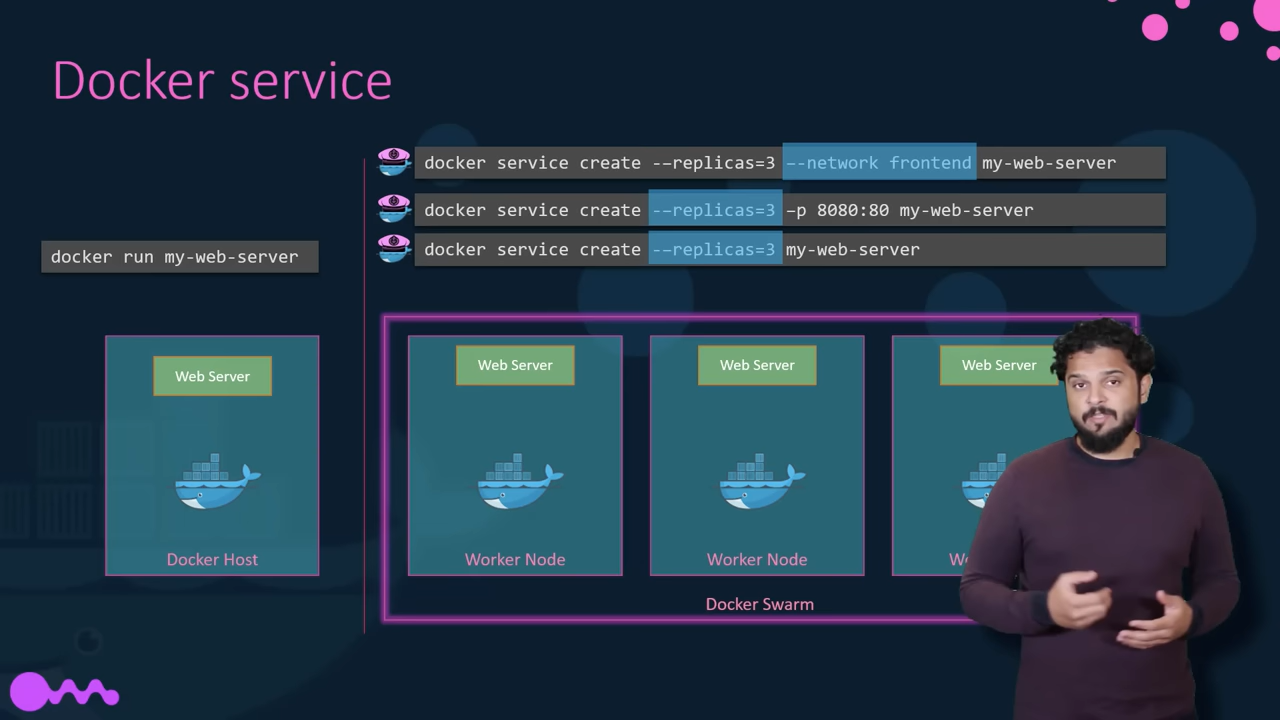 Docker service
docker service create --replicas=3 --network frontend my-web-server
docker service create --replicas=3 –p 8080:80 my-web-server
docker service create --replicas=3 my-web-server
docker run my-web-server
Web Server
Web Server
Web Server
Web Server
Docker Host
Worker Node
Worker Node
Docker Swarm